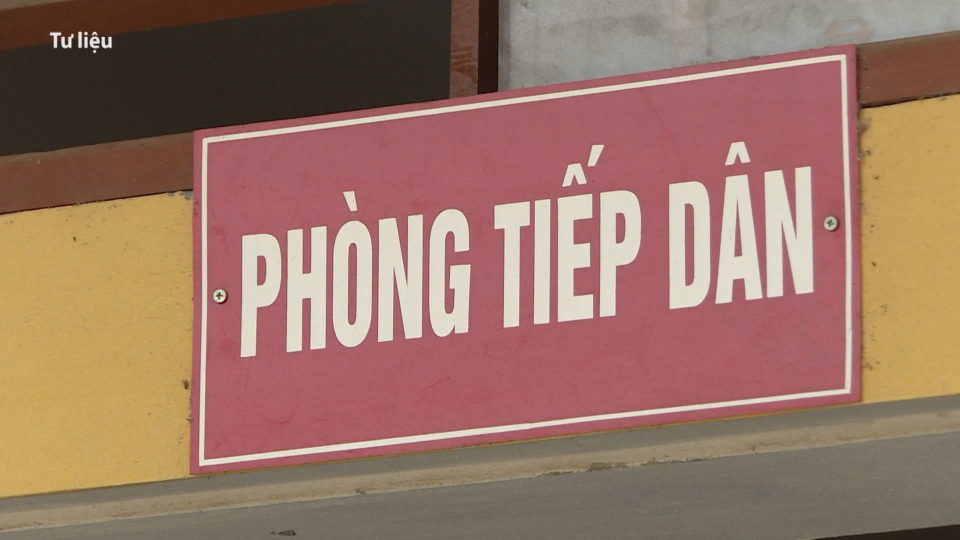 Tư liệu
PHÒNG TIẾP DÂN